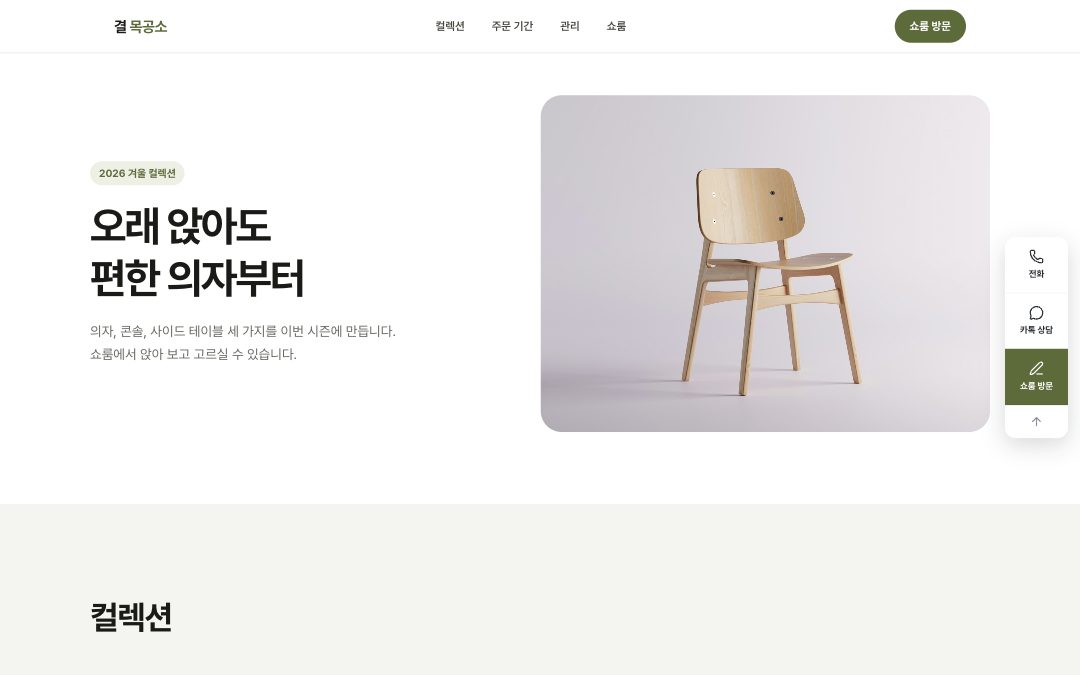 결 목공소
컬렉션
주문 기간
관리
쇼룸
쇼룸 방문
2026 겨울 컬렉션
오래 앉아도
편한 의자부터
의자, 콘솔, 사이드 테이블 세 가지를 이번 시즌에 만듭니다.
쇼룸에서 앉아 보고 고르실 수 있습니다.
전화
카톡 상담
쇼룸 방문
컬렉션